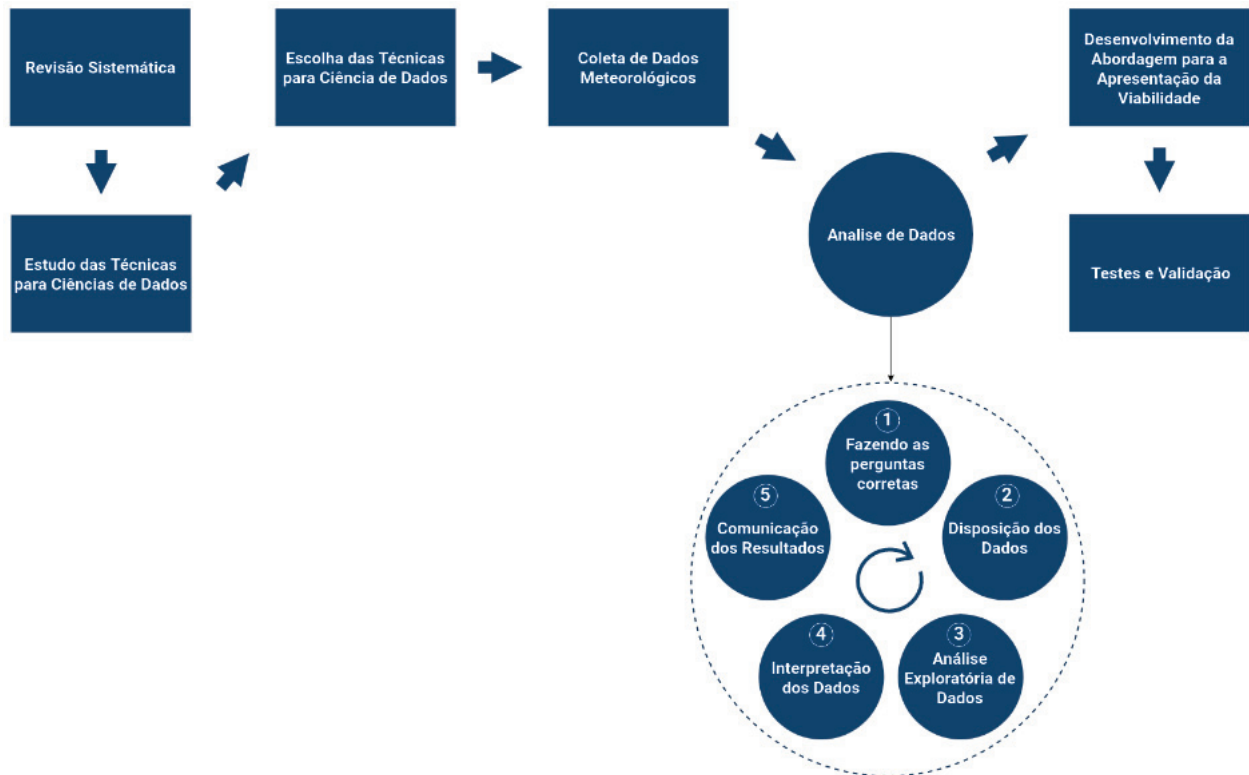 Revisão Sistemática
Estudo das Técnicas
para Ciências de Dados
Escolha das Técnicas
para Ciência de Dados
Coleta de Dados
Meteorológicos
Analise de Dados
Desenvolvimento da
Abordagem para a
Apresentação da
Viabilidade
Testes e Validação
1
Fazendo as
perguntas
corretas
2
Disposição dos
Dados
3
Análise
Exploratória de
Dados
4
Interpretação
dos Dados
5
Comunicação
dos Resultados